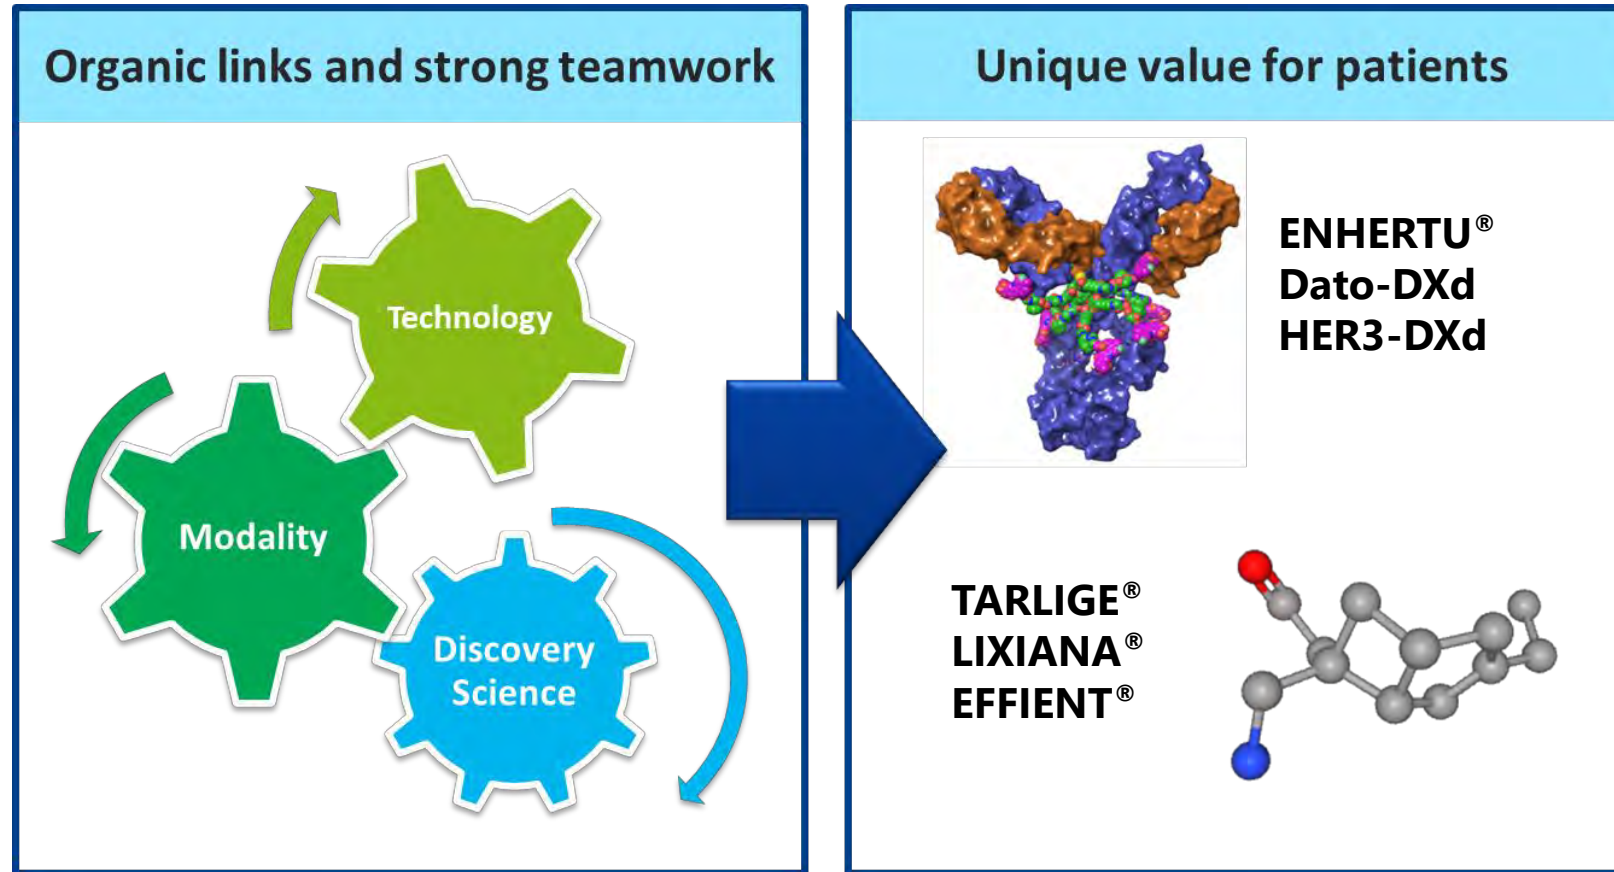 Organic links and strong teamwork
Technology
Modality
Discovery
Science
Unique value for patients
ENHERTU®
Dato-DXd
HER3-DXd
TARLIGE®
LIXIANA®
EFFIENT®